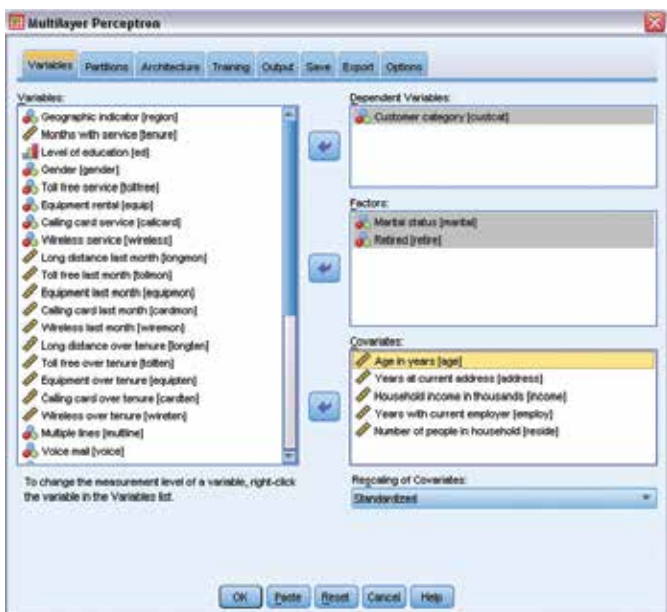 Multilayer Perceptron
Variables Partitions Architecture Training Output Save Export Options
Variables:
Geographic indicator [region]
Months with service [tenure]
Level of education [ed]
Gender [gender]
Toll free service [tollfree]
Equipment rental [equip]
Calling card service [callcard]
Wireless service [wireless]
Long distance last month [longmon]
Toll free last month [tollmon]
Equipment last month [equipmon]
Calling card last month [cardmon]
Wireless last month [wiremon]
Long distance over tenure [longten]
Toll free over tenure [tollten]
Equipment over tenure [equipten]
Calling card over tenure [cardten]
Wireless over tenure [wireten]
Multiple lines [multline]
Voice mail [voice]
To change the measurement level of a variable, right-click
the variable in the Variables list.
Dependent Variables:
Customer category [custcat]
Factors:
Marital status [marital]
Retired [retire]
Covariates:
Age in years [age]
Years at current address [address]
Household income in thousands [income]
Years with current employer [employ]
Number of people in household [reside]
Rescaling of Covariates:
Standardized
OK Paste Reset Cancel Help